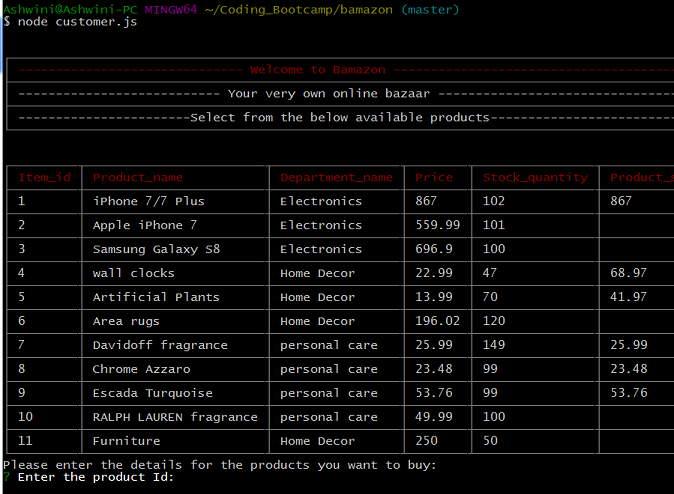 Ashwini@Ashwini-PC MINGW64 ~/Coding_Bootcamp/bamazon (master)
$ node customer.js
----------------------------- Welcome to Bamazon ------------------------------------
-------------------------- Your very own online bazaar -------------------------------
----------------------Select from the below available products------------------------
Item_id Product_name Department_name Price Stock_quantity Product_s
1 iPhone 7/7 Plus Electronics 867 102 867
2 Apple iPhone 7 Electronics 559.99 101
3 Samsung Galaxy S8 Electronics 696.9 100
4 wall clocks Home Decor 22.99 47 68.97
5 Artificial Plants Home Decor 13.99 70 41.97
6 Area rugs Home Decor 196.02 120
7 Davidoff fragrance personal care 25.99 149 25.99
8 Chrome Azzaro personal care 23.48 99 23.48
9 Escada Turquoise personal care 53.76 99 53.76
10 RALPH LAUREN fragrance personal care 49.99 100
11 Furniture Home Decor 250 50
Please enter the details for the products you want to buy:
? Enter the product Id: